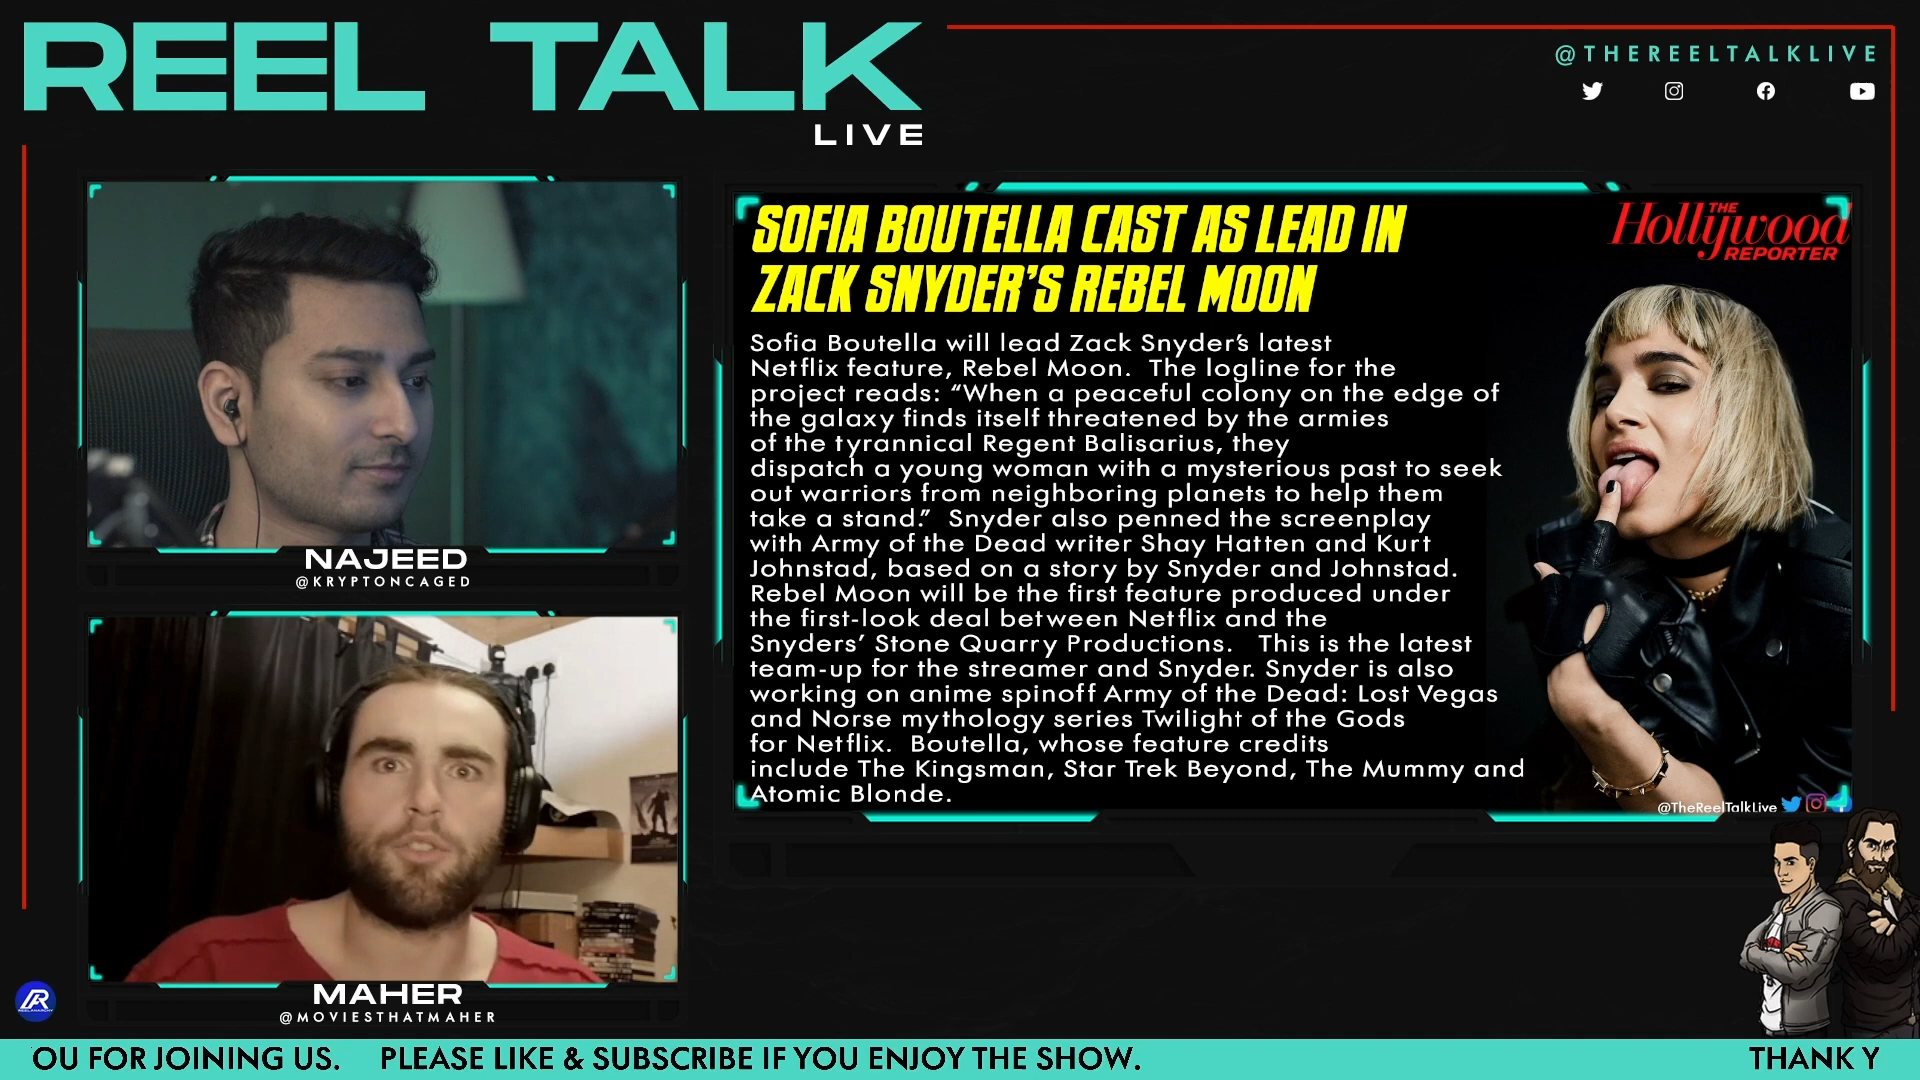 REEL TALK
LIVE
@THEREELTALKLIVE
SOFIA BOUTELLA CAST AS LEAD IN
ZACK SNYDER'S REBEL MOON
THE
Hollywood
REPORTER
Sofia Boutella will lead Zack Snyder's latest
Netflix feature, Rebel Moon.  The logline for the
project reads: “When a peaceful colony on the edge of
the galaxy finds itself threatened by the armies
of the tyrannical Regent Balisarius, they
dispatch a young woman with a mysterious past to seek
out warriors from neighboring planets to help them
take a stand.”  Snyder also penned the screenplay
with Army of the Dead writer Shay Hatten and Kurt
Johnstad, based on a story by Snyder and Johnstad.
Rebel Moon will be the first feature produced under
the first-look deal between Netflix and the
Snyders’ Stone Quarry Productions.   This is the latest
team-up for the streamer and Snyder. Snyder is also
working on anime spinoff Army of the Dead: Lost Vegas
and Norse mythology series Twilight of the Gods
for Netflix.  Boutella, whose feature credits
include The Kingsman, Star Trek Beyond, The Mummy and
Atomic Blonde.
@TheReelTalkLive
NAJEED
@KRYPTONCAGED
MAHER
@MOVIESTHATMAHER
OU FOR JOINING US.     PLEASE LIKE & SUBSCRIBE IF YOU ENJOY THE SHOW.
THANK Y